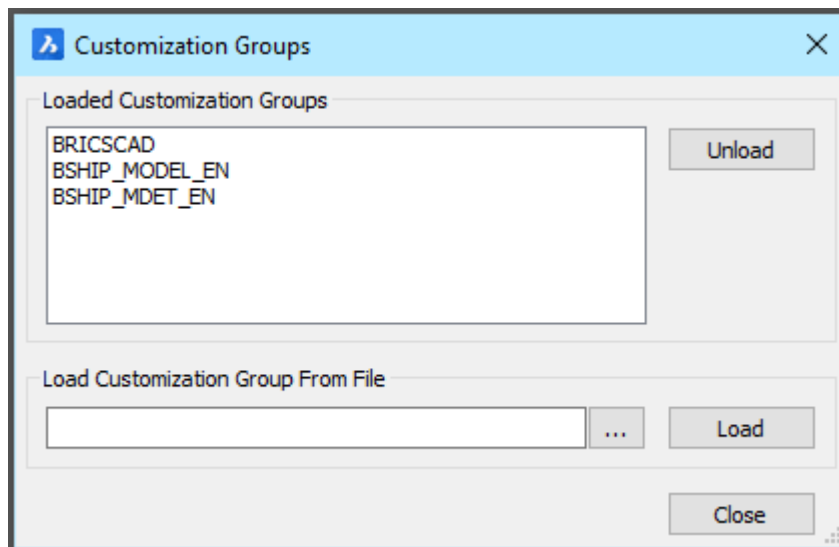 Customization Groups
Loaded Customization Groups
BRICSCAD
BSHIP_MODEL_EN
BSHIP_MDET_EN
Unload
Load Customization Group From File
...
Load
Close